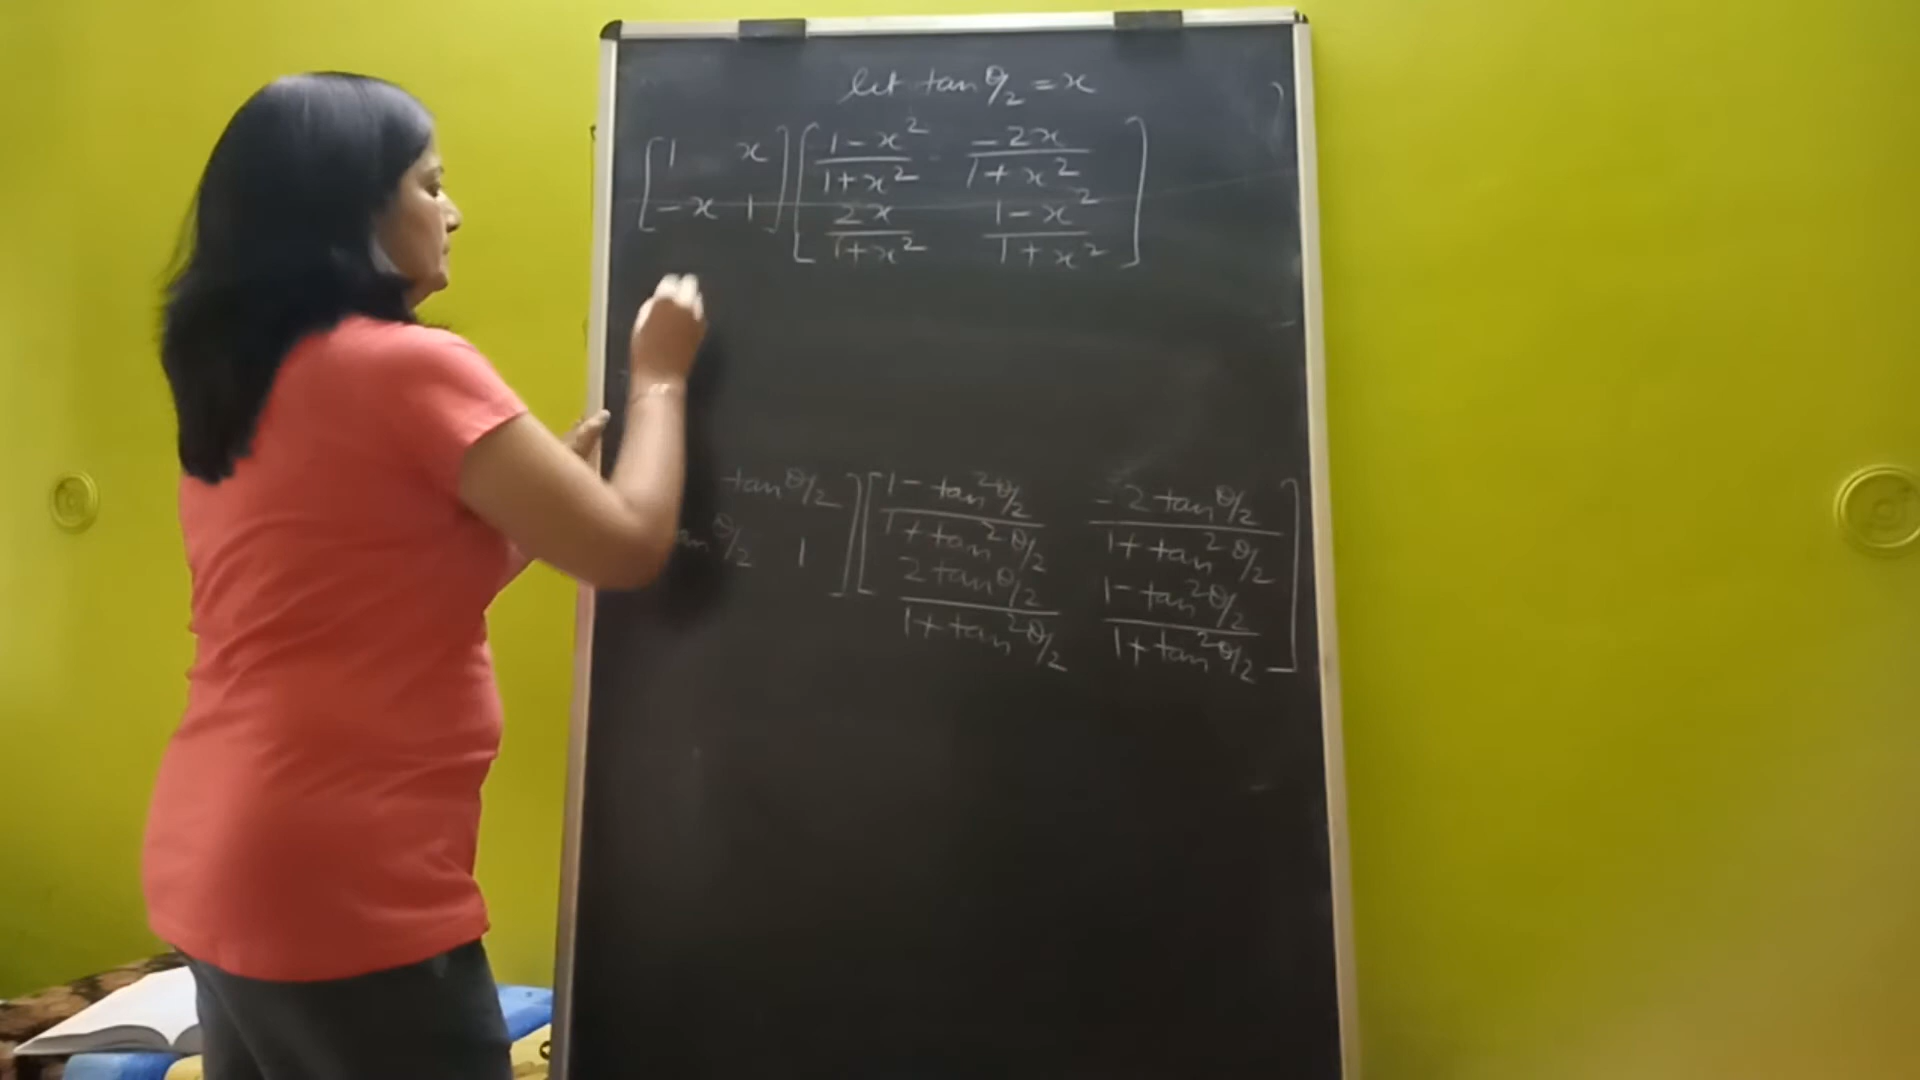 let tan θ/2 = x
[1 x] [(1-x²)/(1+x²) -2x/(1+x²)]
[-x 1] [2x/(1+x²) (1-x²)/(1+x²)]
tan θ/2] [(1-tan²θ/2)/(1+tan²θ/2) -2tanθ/2/(1+tan²θ/2)]
an θ/2 1] [2tanθ/2/(1+tan²θ/2) (1-tan²θ/2)/(1+tan²θ/2)]